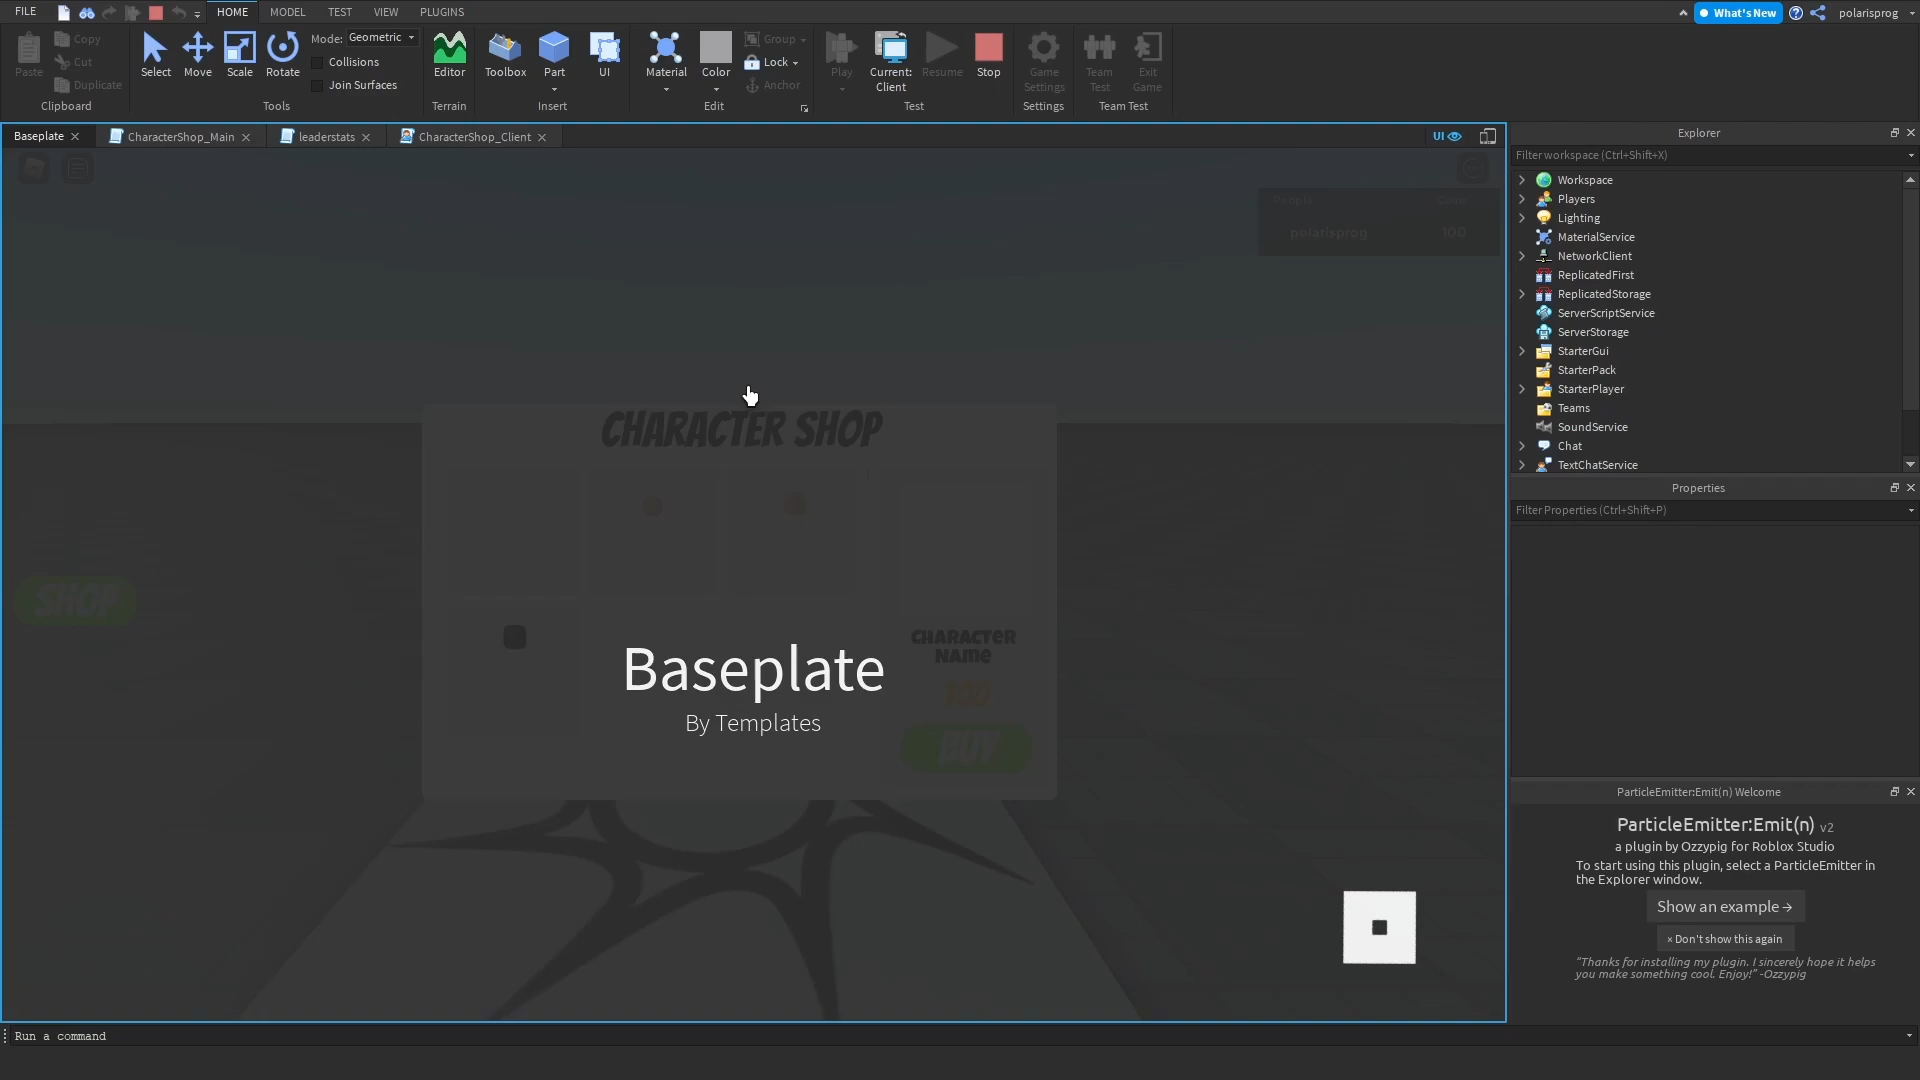 FILE
HOME
MODEL
TEST
VIEW
PLUGINS
What's New
polarisprog
Paste
Copy
Cut
Duplicate
Clipboard
Select
Move
Scale
Rotate
Mode: Geometric
Collisions
Join Surfaces
Tools
Editor
Terrain
Toolbox
Part
UI
Insert
Material
Color
Group
Lock
Anchor
Edit
Play
Current:
Client
Resume
Stop
Test
Game
Settings
Settings
Team
Test
Exit
Game
Team Test
Baseplate
CharacterShop_Main
leaderstats
CharacterShop_Client
UI
People
polarisprog 100
CHARACTER SHOP
SHOP
CHARACTER
NAME
100
BUY
Baseplate
By Templates
Explorer
Filter workspace (Ctrl+Shift+X)
Workspace
Players
Lighting
MaterialService
NetworkClient
ReplicatedFirst
ReplicatedStorage
ServerScriptService
ServerStorage
StarterGui
StarterPack
StarterPlayer
Teams
SoundService
Chat
TextChatService
Properties
Filter Properties (Ctrl+Shift+P)
ParticleEmitter:Emit(n) Welcome
ParticleEmitter:Emit(n) v2
a plugin by Ozzypig for Roblox Studio
To start using this plugin, select a ParticleEmitter in
the Explorer window.
Show an example →
× Don't show this again
"Thanks for installing my plugin. I sincerely hope it helps
you make something cool. Enjoy!" -Ozzypig
Run a command